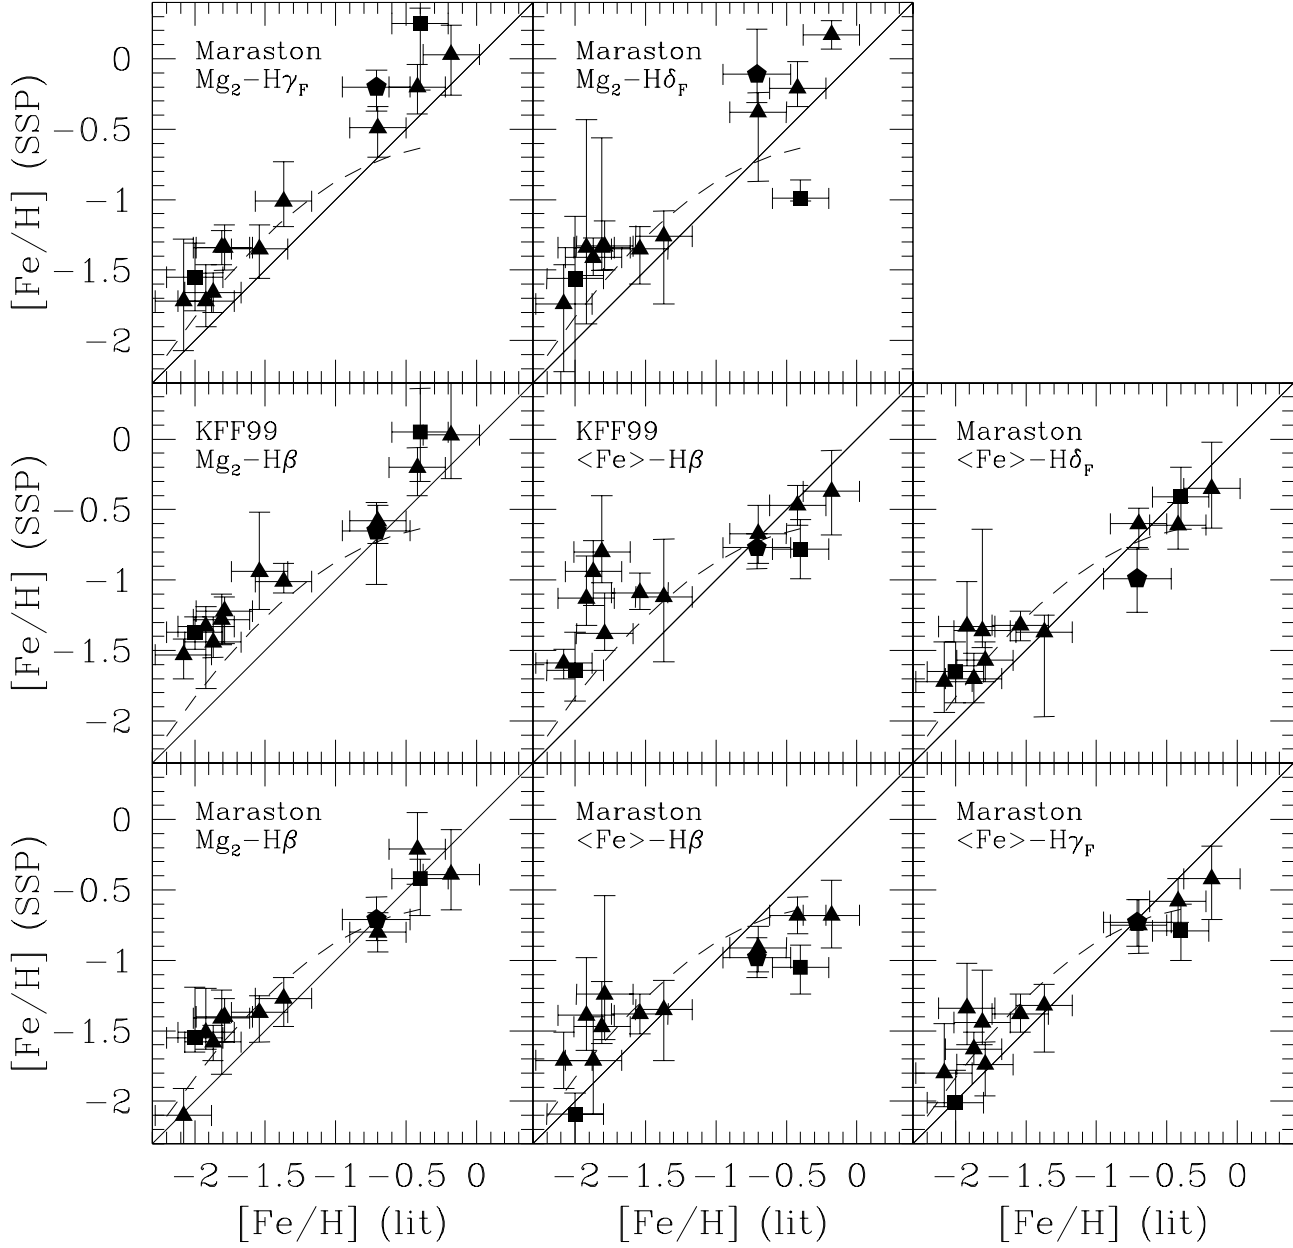 Maraston
Mg₂−Hγ_F
Maraston
Mg₂−Hδ_F
[Fe/H] (SSP)
0
−0.5
−1
−1.5
−2
KFF99
Mg₂−Hβ
KFF99
<Fe>−Hβ
Maraston
<Fe>−Hδ_F
[Fe/H] (SSP)
0
−0.5
−1
−1.5
−2
Maraston
Mg₂−Hβ
Maraston
<Fe>−Hβ
Maraston
<Fe>−Hγ_F
[Fe/H] (SSP)
0
−0.5
−1
−1.5
−2
−2 −1.5 −1 −0.5 0
−2 −1.5 −1 −0.5 0
−2 −1.5 −1 −0.5 0
[Fe/H] (lit)
[Fe/H] (lit)
[Fe/H] (lit)